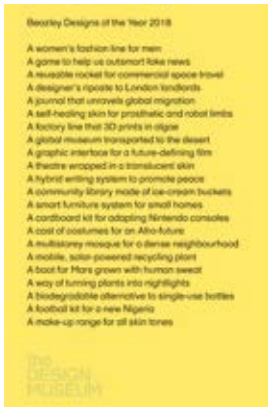 Beazley Designs of the Year 2018
A women's fashion line for men
A game to help us outsmart fake news
A reusable rocket for commercial space travel
A designer's riposte to London landlords
A journal that unravels global migration
A self-healing skin for prosthetic and robot limbs
A factory line that 3D prints in algae
A global museum transported to the desert
A graphic interface for a future-defining film
A theatre wrapped in a translucent skin
A hybrid writing system to promote peace
A community library made of ice-cream buckets
A smart furniture system for small homes
A cardboard kit for adapting Nintendo consoles
A cast of costumes for an Afro-future
A multistorey mosque for a dense neighbourhood
A mobile, solar-powered recycling plant
A boot for Mars grown with human sweat
A way of turning plants into nightlights
A biodegradable alternative to single-use bottles
A football kit for a new Nigeria
A make-up range for all skin tones
the
DESIGN
MUSEUM